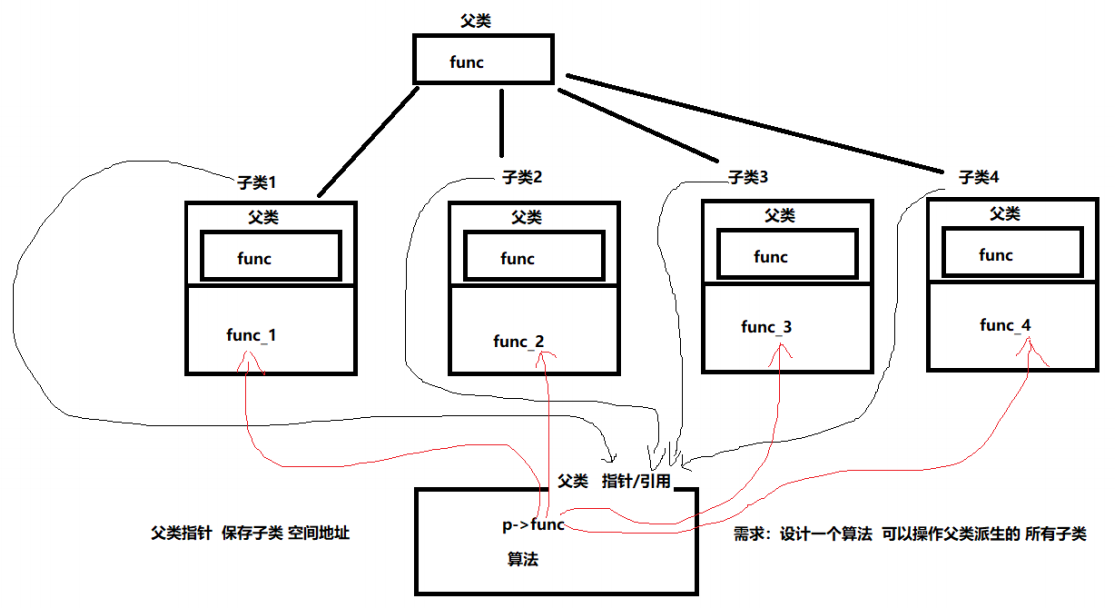 父类
func
子类1
子类2
子类3
子类4
父类
父类
父类
父类
func
func
func
func
func_1
func_2
func_3
func_4
父类 指针/引用
父类指针 保存子类 空间地址
p->func
需求：设计一个算法 可以操作父类派生的 所有子类
算法